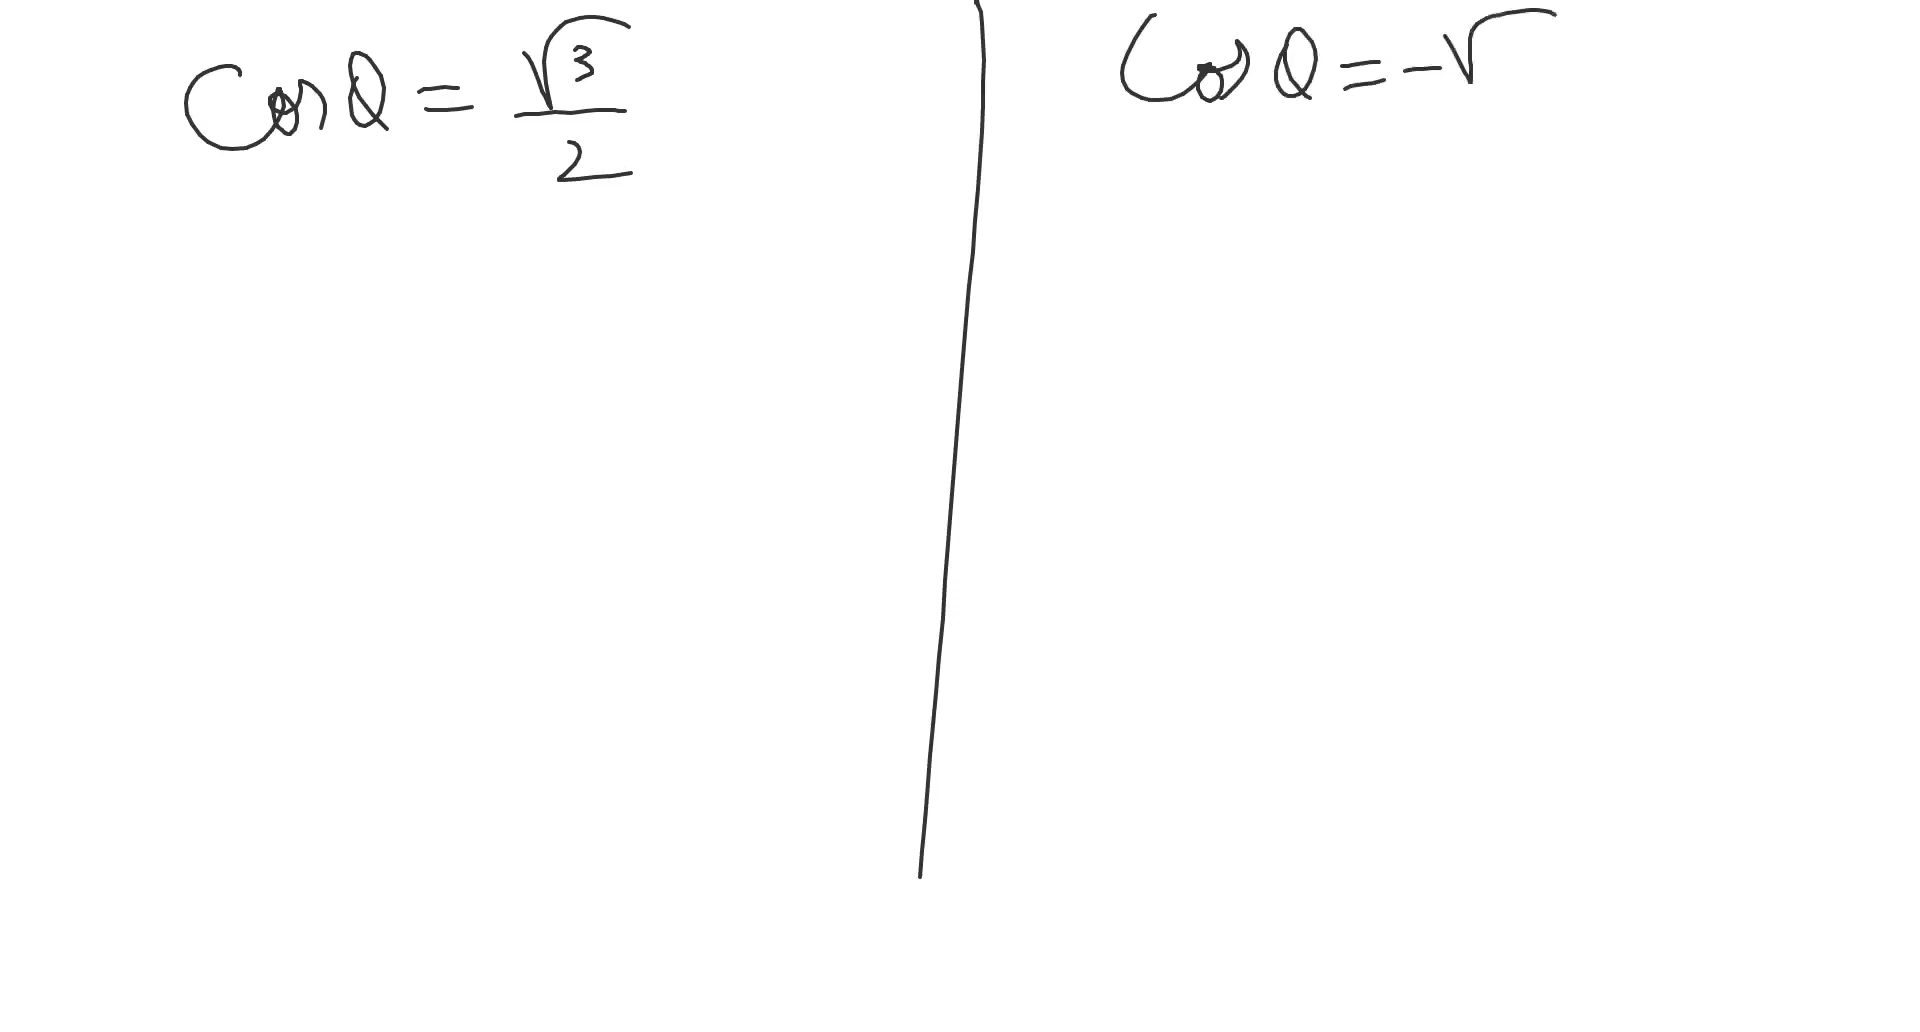 Cos θ = √3/2
Cos θ = -√